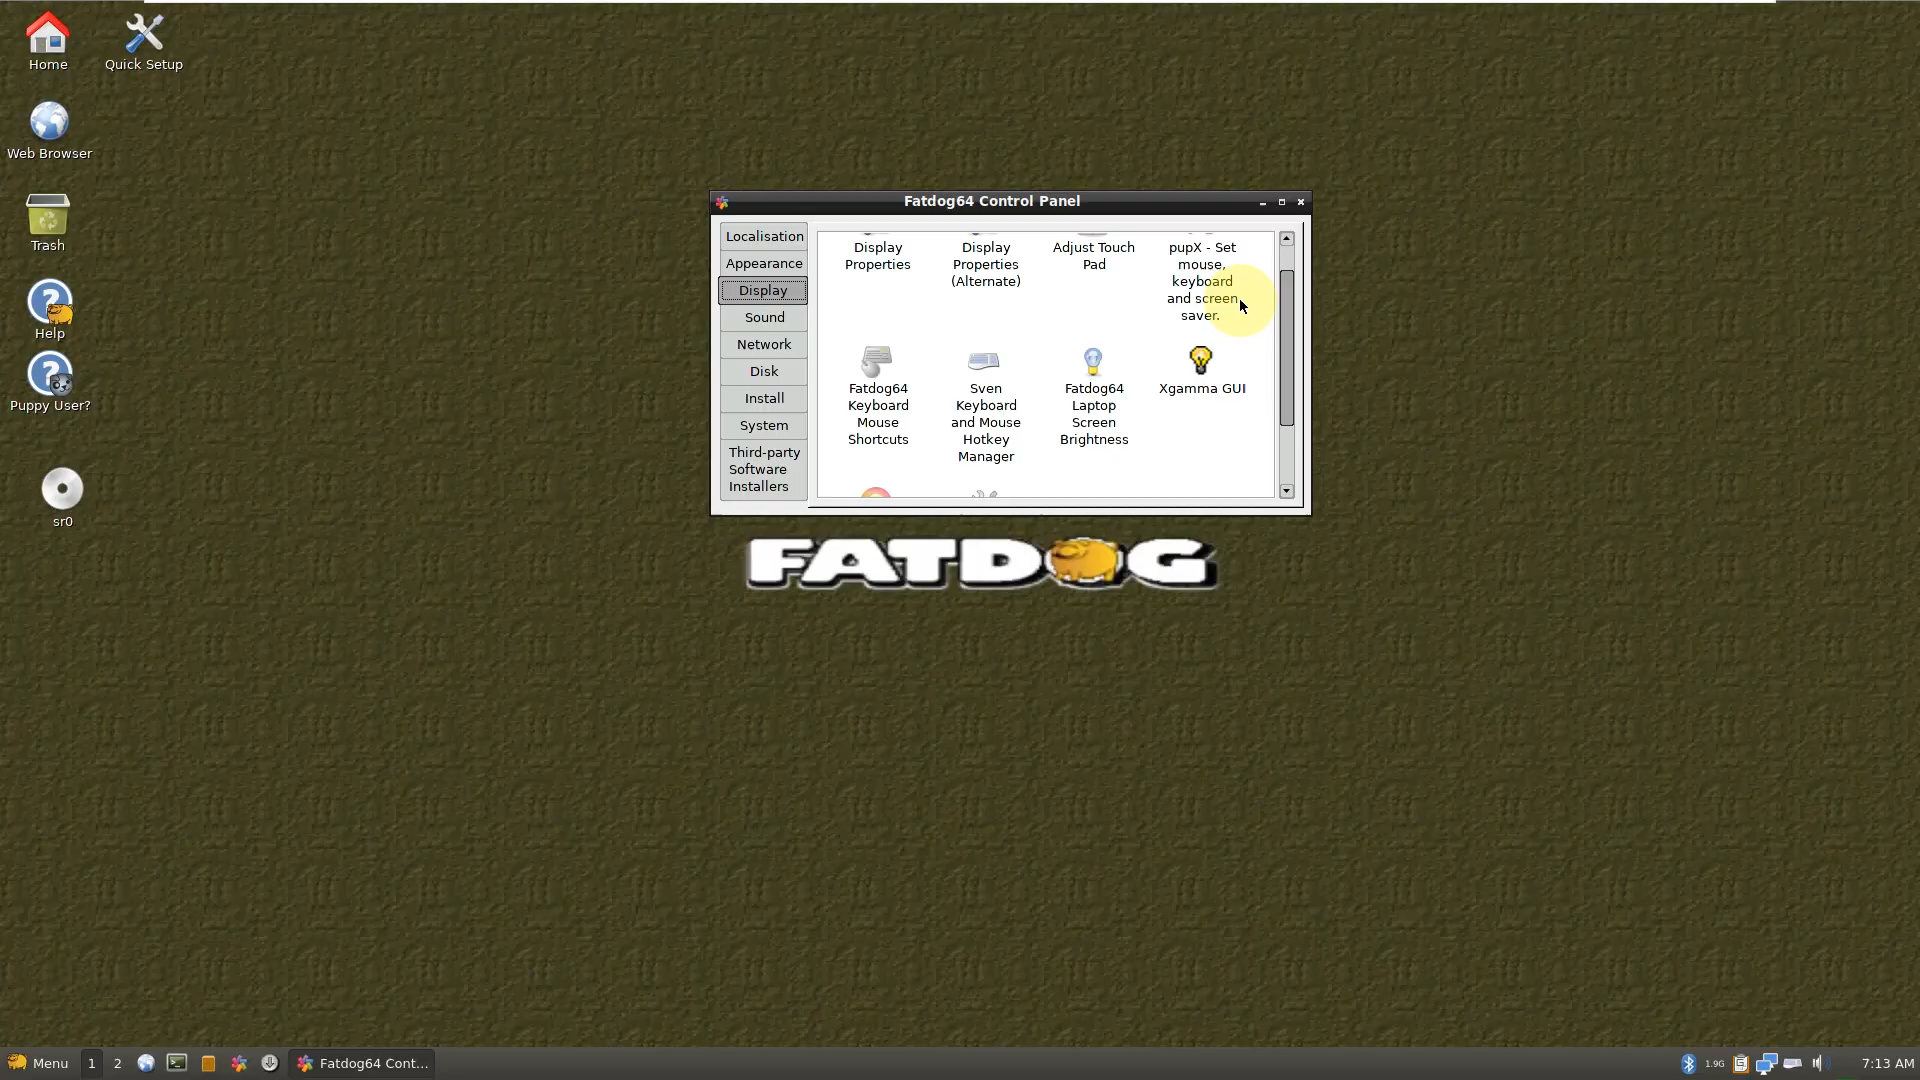 Home
Quick Setup
Web Browser
Trash
Help
Puppy User?
sr0
Fatdog64 Control Panel
Localisation
Appearance
Display
Sound
Network
Disk
Install
System
Third-party
Software
Installers
Display
Properties
Display
Properties
(Alternate)
Adjust Touch
Pad
pupX - Set
mouse,
keyboard
and screen
saver.
Fatdog64
Keyboard
Mouse
Shortcuts
Sven
Keyboard
and Mouse
Hotkey
Manager
Fatdog64
Laptop
Screen
Brightness
Xgamma GUI
FATDOG
Menu
1
2
Fatdog64 Cont...
1.9G
7:13 AM